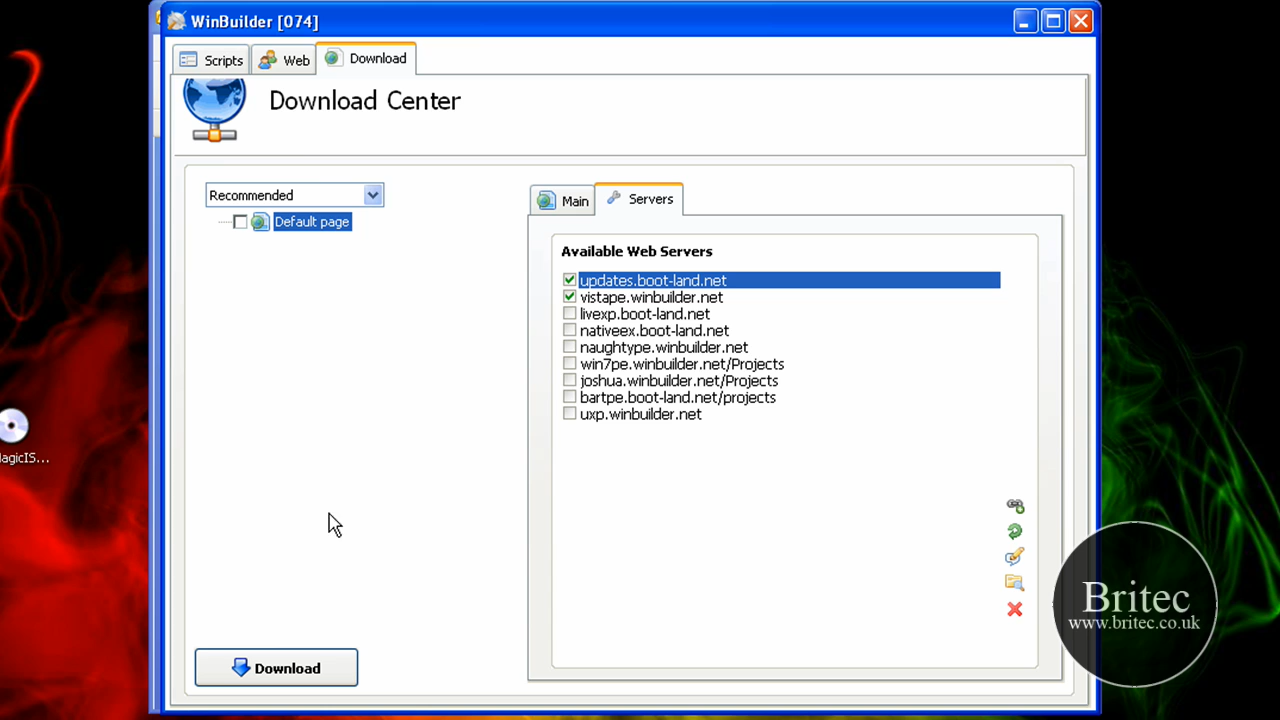 WinBuilder [074]
Scripts
Web
Download
Download Center
Recommended
Default page
Main
Servers
Available Web Servers
updates.boot-land.net
vistape.winbuilder.net
livexp.boot-land.net
nativeex.boot-land.net
naughtype.winbuilder.net
win7pe.winbuilder.net/Projects
joshua.winbuilder.net/Projects
bartpe.boot-land.net/projects
uxp.winbuilder.net
Download
agicIS...
Britec
www.britec.co.uk